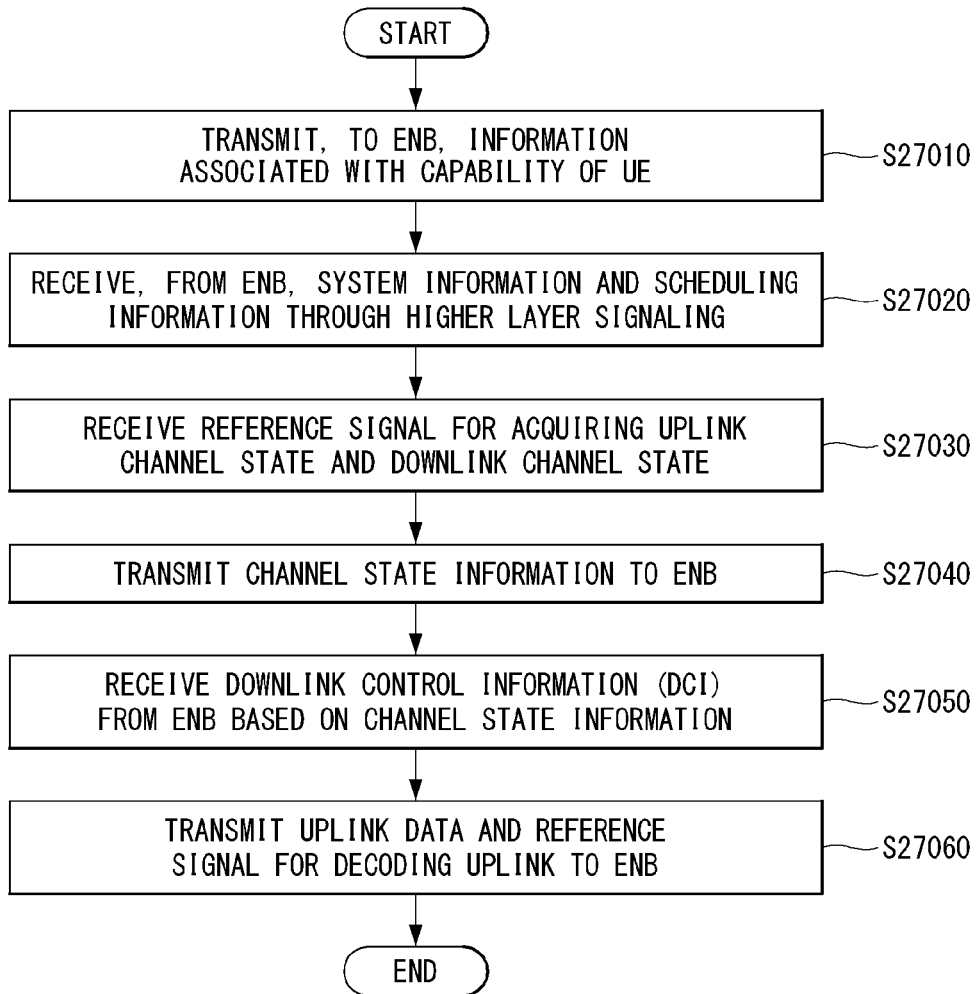 START
TRANSMIT, TO ENB, INFORMATION
ASSOCIATED WITH CAPABILITY OF UE
S27010
RECEIVE, FROM ENB, SYSTEM INFORMATION AND SCHEDULING
INFORMATION THROUGH HIGHER LAYER SIGNALING
S27020
RECEIVE REFERENCE SIGNAL FOR ACQUIRING UPLINK
CHANNEL STATE AND DOWNLINK CHANNEL STATE
S27030
TRANSMIT CHANNEL STATE INFORMATION TO ENB
S27040
RECEIVE DOWNLINK CONTROL INFORMATION (DCI)
FROM ENB BASED ON CHANNEL STATE INFORMATION
S27050
TRANSMIT UPLINK DATA AND REFERENCE
SIGNAL FOR DECODING UPLINK TO ENB
S27060
END